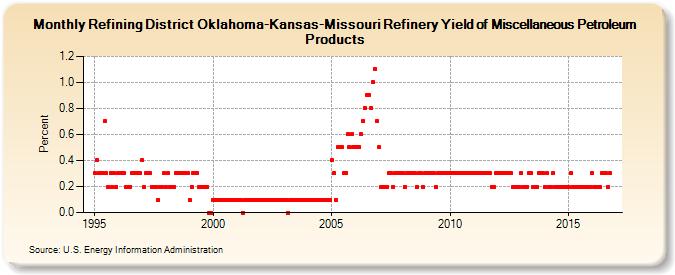 Monthly Refining District Oklahoma-Kansas-Missouri Refinery Yield of Miscellaneous Petroleum
Products
Percent
1.2
1.0
0.8
0.6
0.4
0.2
0.0
1995 2000 2005 2010 2015
Source: U.S. Energy Information Administration